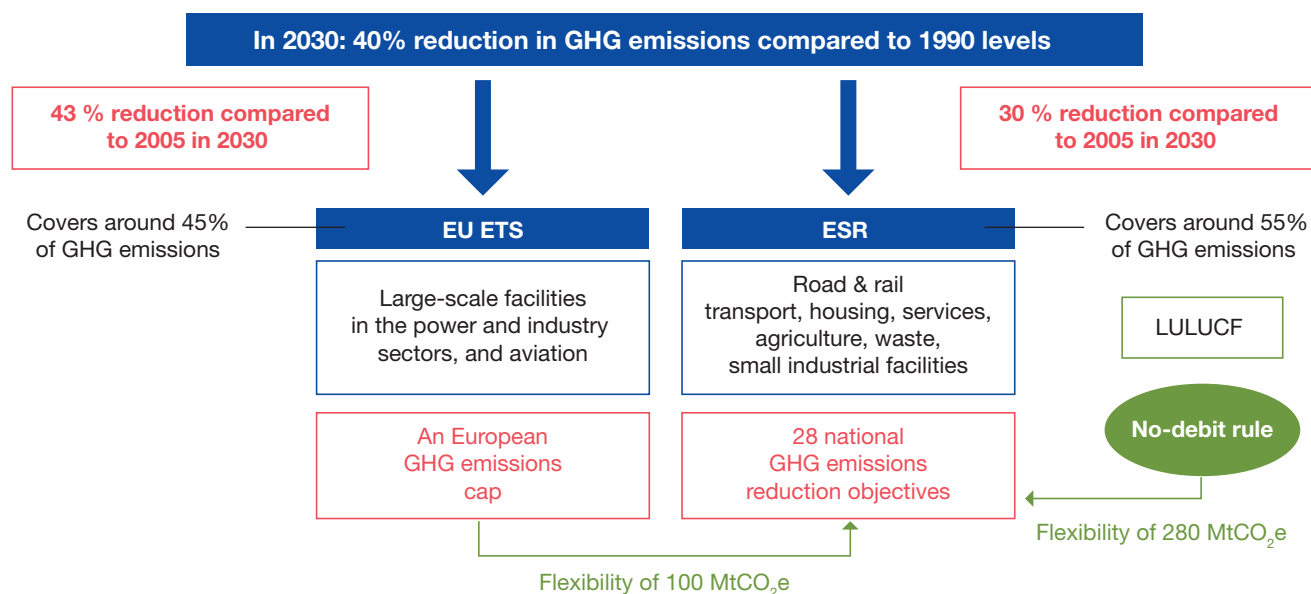 In 2030: 40% reduction in GHG emissions compared to 1990 levels
43 % reduction compared
to 2005 in 2030
30 % reduction compared
to 2005 in 2030
Covers around 45%
of GHG emissions
EU ETS
ESR
Covers around 55%
of GHG emissions
Large-scale facilities
in the power and industry
sectors, and aviation
Road & rail
transport, housing, services,
agriculture, waste,
small industrial facilities
LULUCF
No-debit rule
An European
GHG emissions
cap
28 national
GHG emissions
reduction objectives
Flexibility of 280 MtCO₂e
Flexibility of 100 MtCO₂e